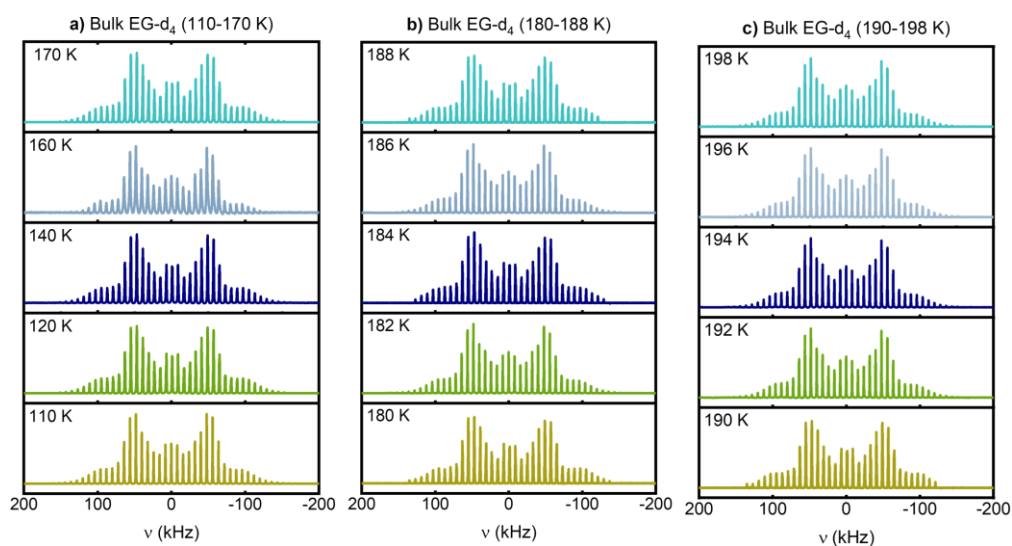 a) Bulk EG-d4 (110-170 K)
170 K
160 K
140 K
120 K
110 K
200 100 0 -100 -200
ν (kHz)
b) Bulk EG-d4 (180-188 K)
188 K
186 K
184 K
182 K
180 K
200 100 0 -100 -200
ν (kHz)
c) Bulk EG-d4 (190-198 K)
198 K
196 K
194 K
192 K
190 K
200 100 0 -100 -200
ν (kHz)